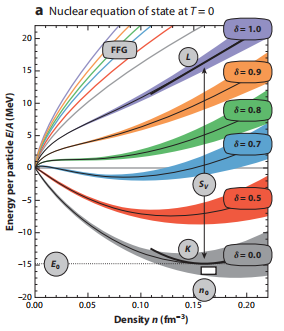 a Nuclear equation of state at T = 0
Energy per particle E/A (MeV)
20
15
10
5
0
−5
−10
−15
−20
FFG
L
S_V
K
E₀
n₀
δ = 1.0
δ = 0.9
δ = 0.8
δ = 0.7
δ = 0.5
δ = 0.0
0.00
0.05
0.10
0.15
0.20
Density n (fm⁻³)